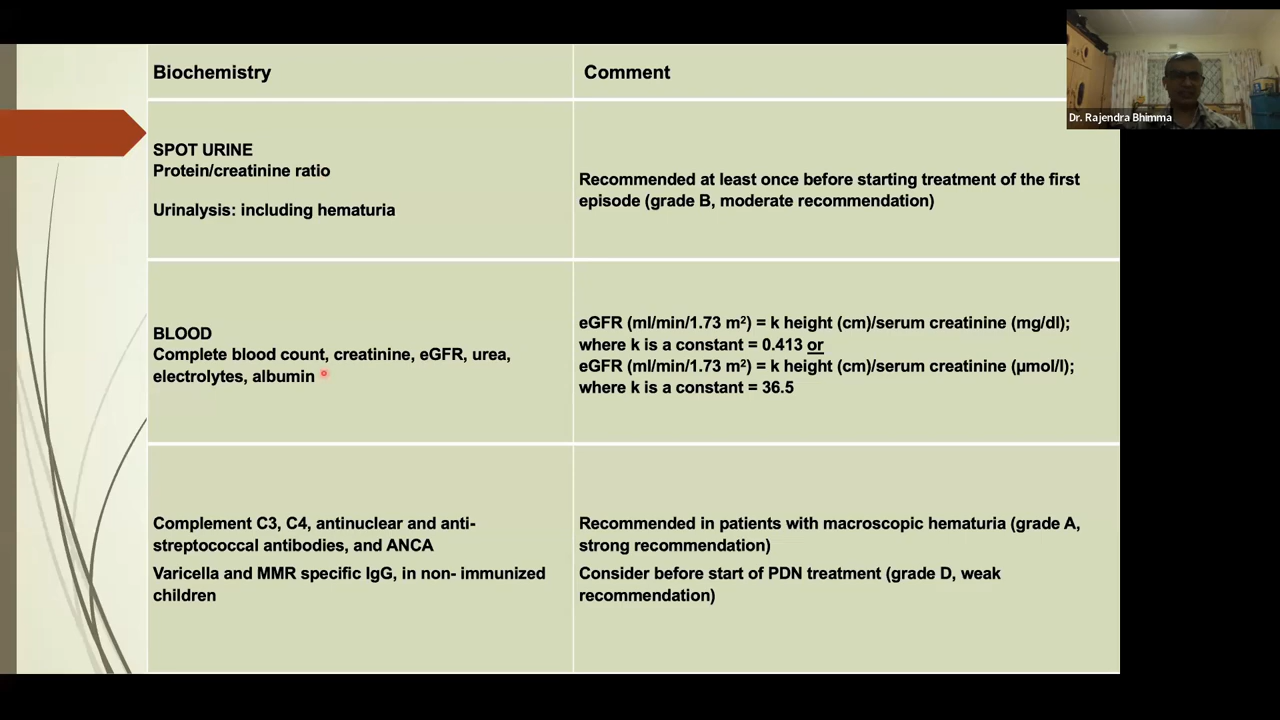 Biochemistry
Comment
SPOT URINE
Protein/creatinine ratio
Urinalysis: including hematuria
Recommended at least once before starting treatment of the first
episode (grade B, moderate recommendation)
BLOOD
Complete blood count, creatinine, eGFR, urea,
electrolytes, albumin
eGFR (ml/min/1.73 m²) = k height (cm)/serum creatinine (mg/dl);
where k is a constant = 0.413 or
eGFR (ml/min/1.73 m²) = k height (cm)/serum creatinine (μmol/l);
where k is a constant = 36.5
Complement C3, C4, antinuclear and anti-
streptococcal antibodies, and ANCA
Varicella and MMR specific IgG, in non- immunized
children
Recommended in patients with macroscopic hematuria (grade A,
strong recommendation)
Consider before start of PDN treatment (grade D, weak
recommendation)
Dr. Rajendra Bhimma